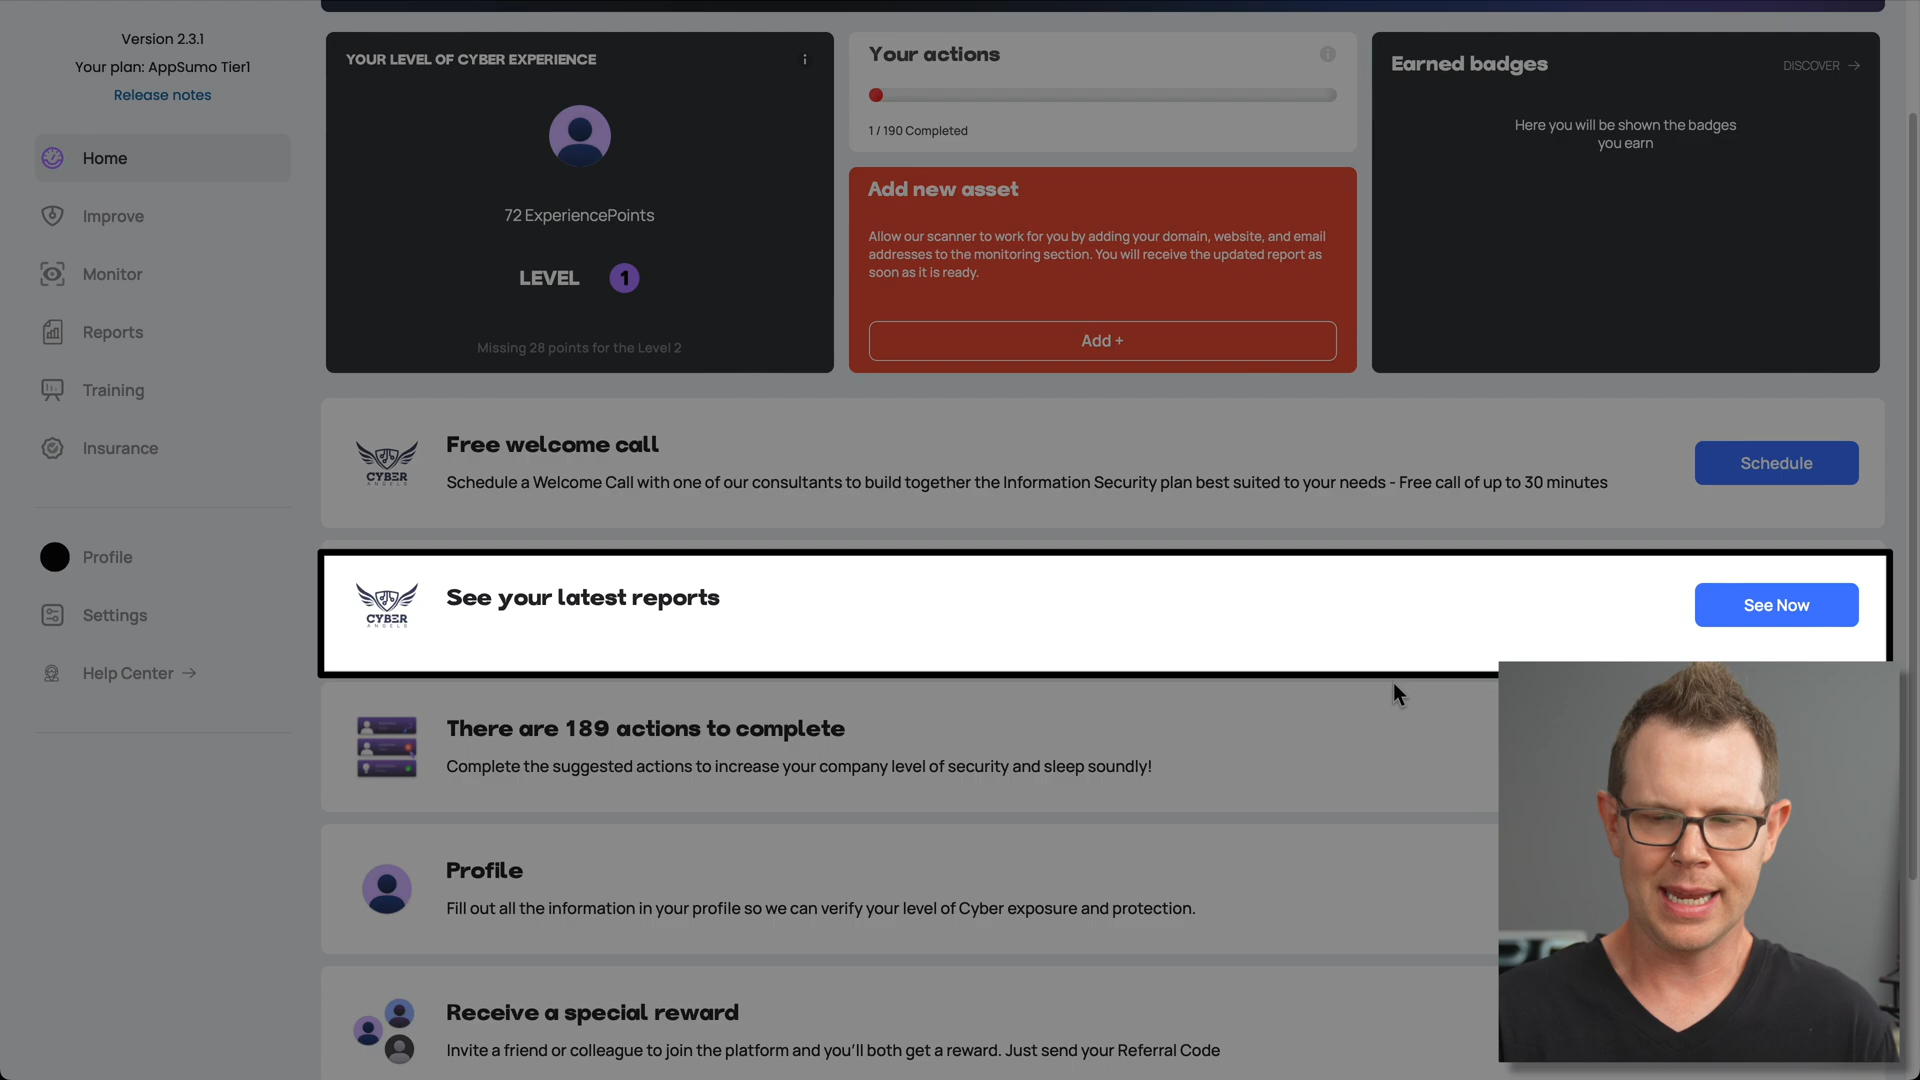 Version 2.3.1
Your plan: AppSumo Tier1
Release notes
Home
Improve
Monitor
Reports
Training
Insurance
Profile
Settings
Help Center →
YOUR LEVEL OF CYBER EXPERIENCE
72 ExperiencePoints
LEVEL 1
Missing 28 points for the Level 2
Your actions
1 / 190 Completed
Add new asset
Allow our scanner to work for you by adding your domain, website, and email
addresses to the monitoring section. You will receive the updated report as
soon as it is ready.
Add +
Earned badges
DISCOVER →
Here you will be shown the badges
you earn
CYBER
ANGELS
Free welcome call
Schedule a Welcome Call with one of our consultants to build together the Information Security plan best suited to your needs - Free call of up to 30 minutes
Schedule
CYBER
ANGELS
See your latest reports
See Now
There are 189 actions to complete
Complete the suggested actions to increase your company level of security and sleep soundly!
Profile
Fill out all the information in your profile so we can verify your level of Cyber exposure and protection.
Receive a special reward
Invite a friend or colleague to join the platform and you'll both get a reward. Just send your Referral Code